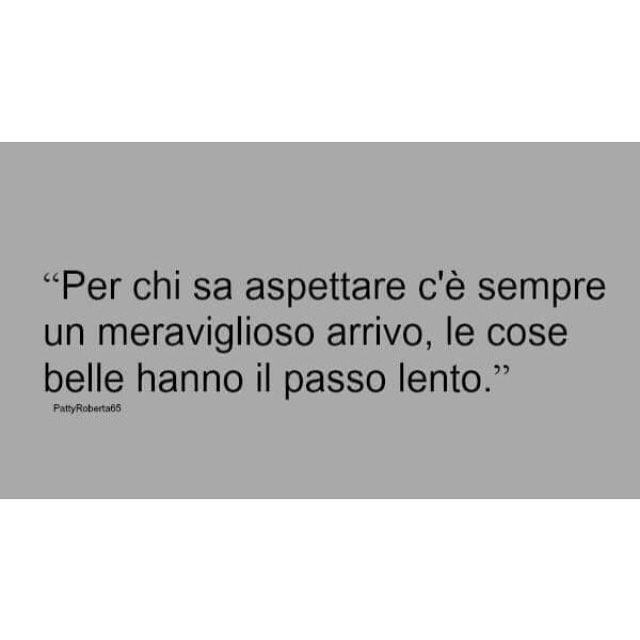 “Per chi sa aspettare c'è sempre
un meraviglioso arrivo, le cose
belle hanno il passo lento.”
PattyRoberta65